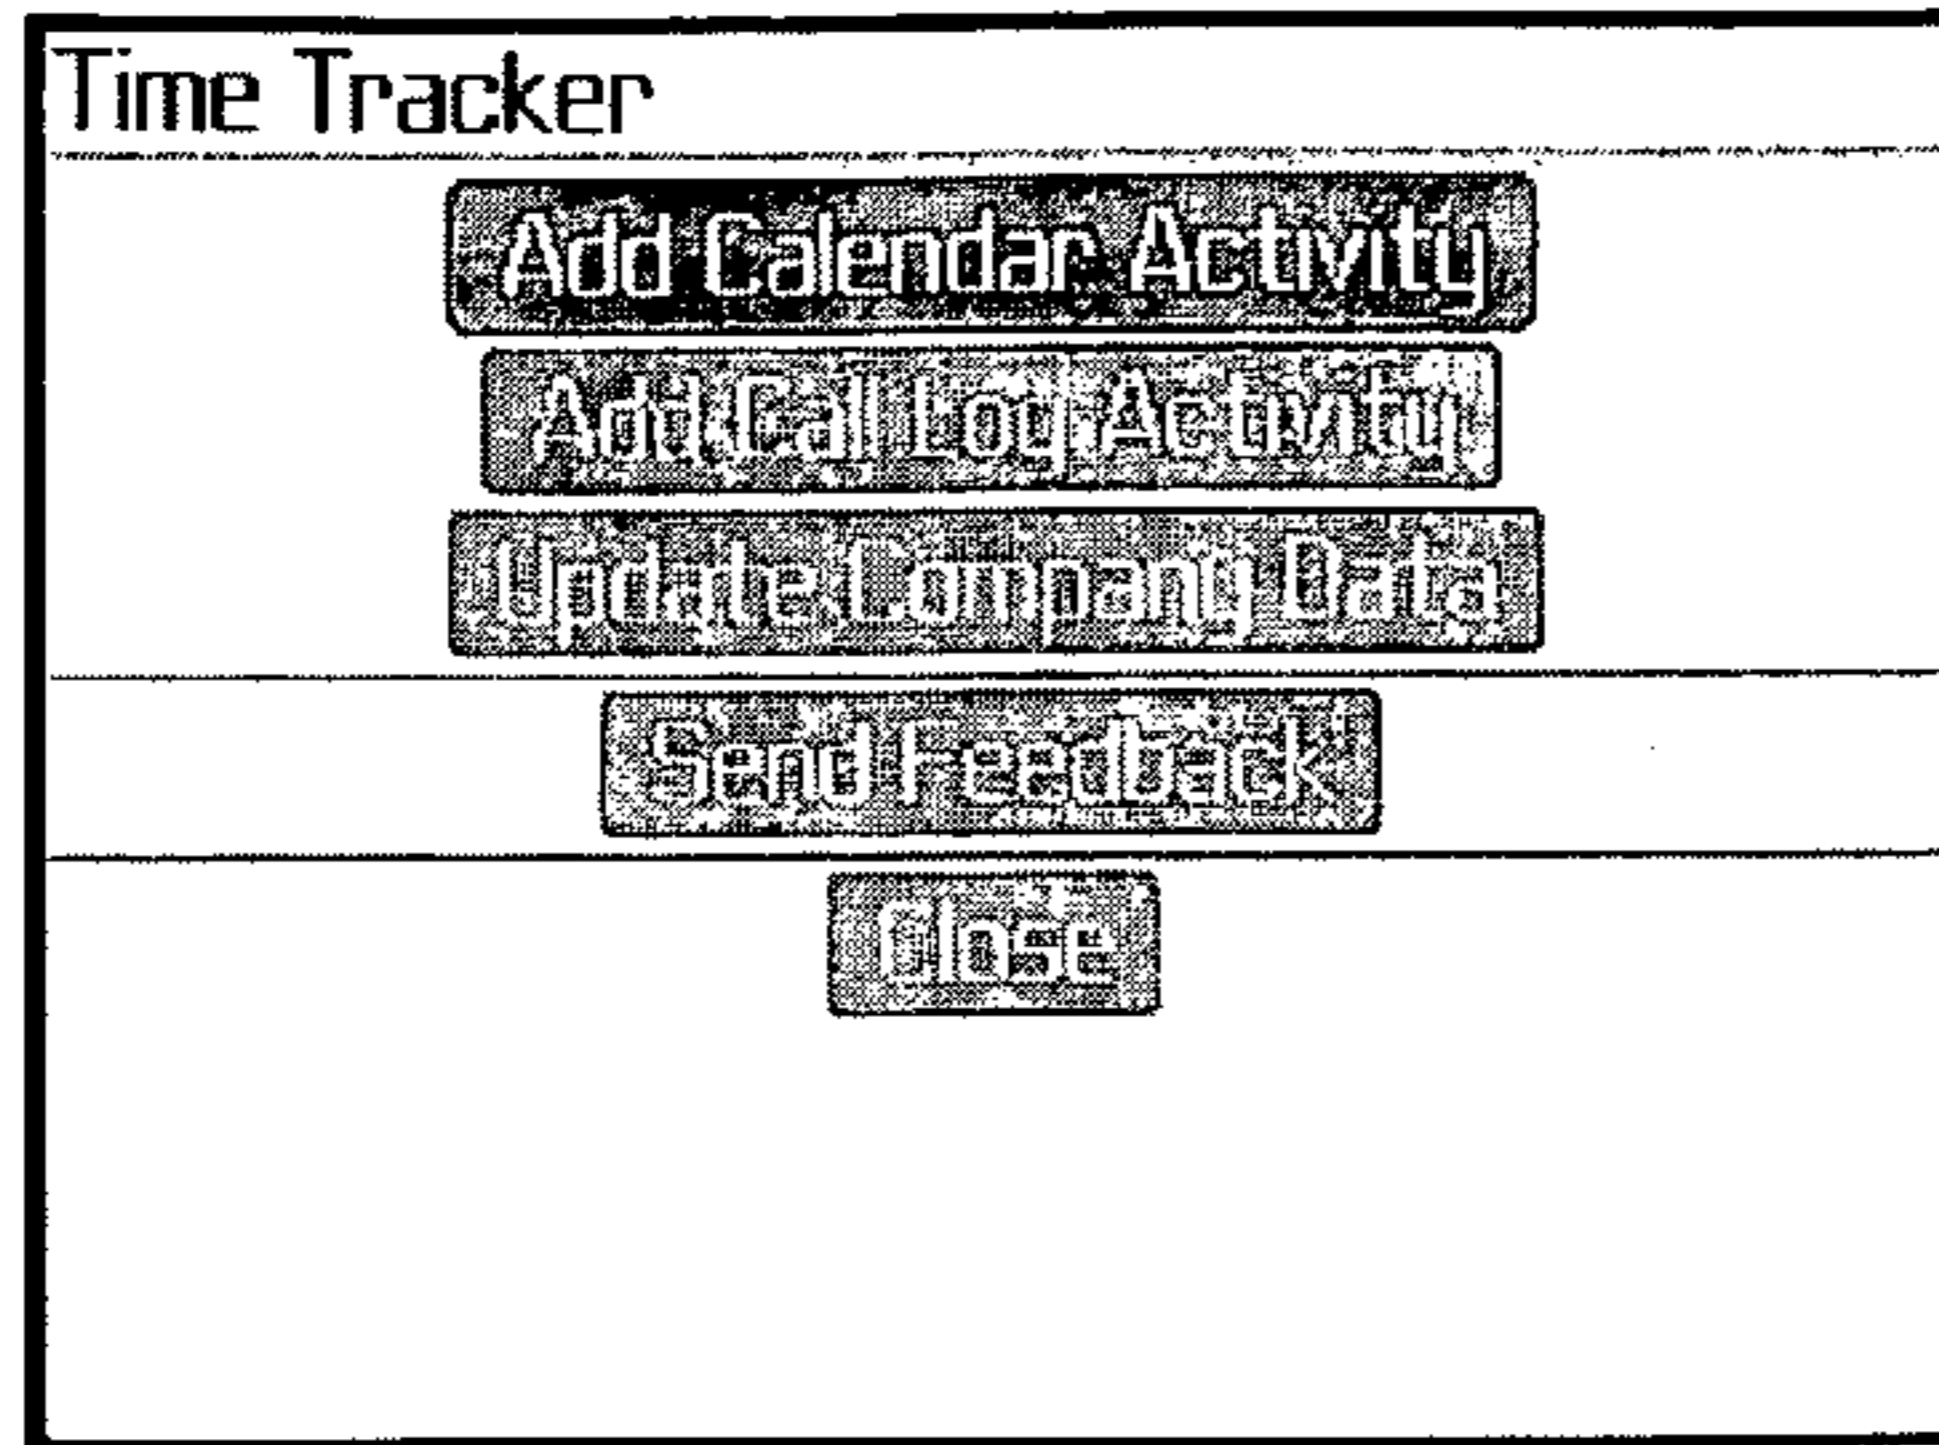 Time Tracker
Add Calendar Activity
Add Call Log Activity
Update Company Data
Send Feedback
Close